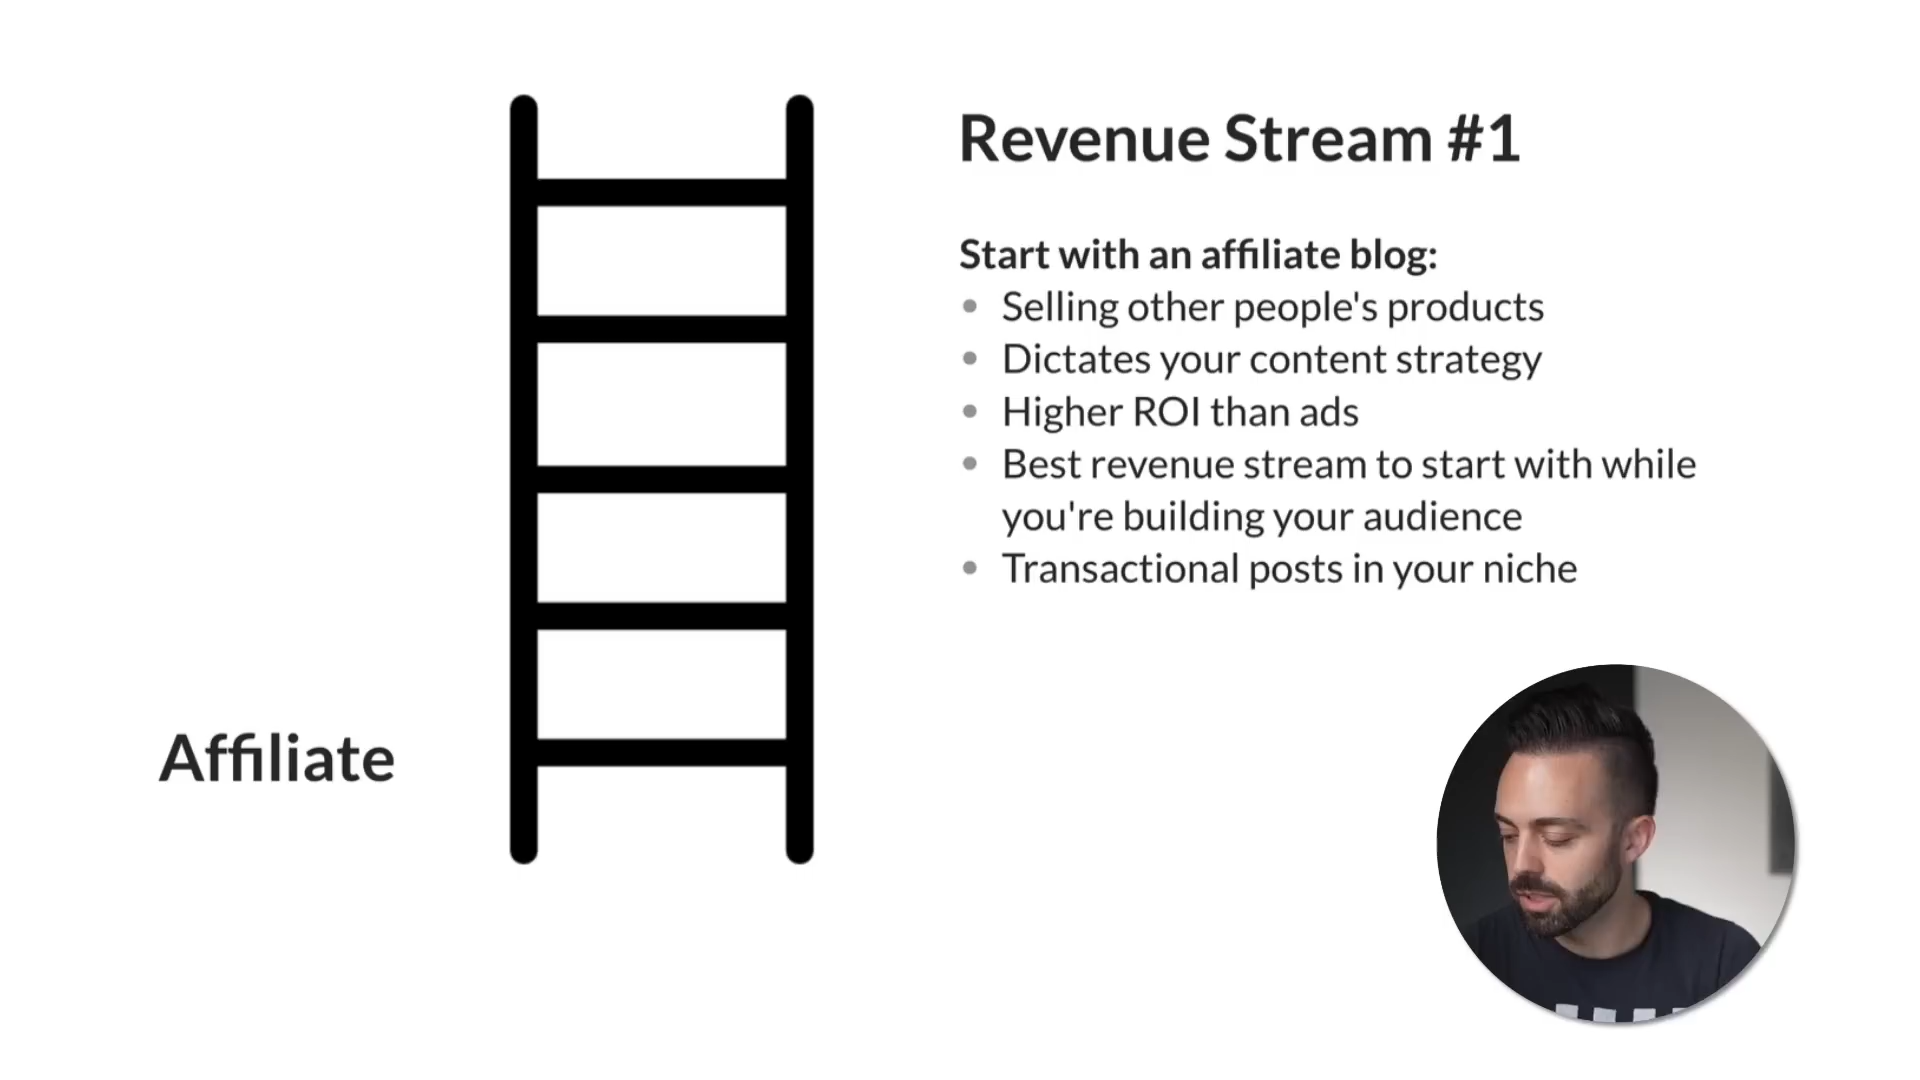 Revenue Stream #1
Start with an affiliate blog:
Selling other people's products
Dictates your content strategy
Higher ROI than ads
Best revenue stream to start with while
you're building your audience
Transactional posts in your niche
Affiliate